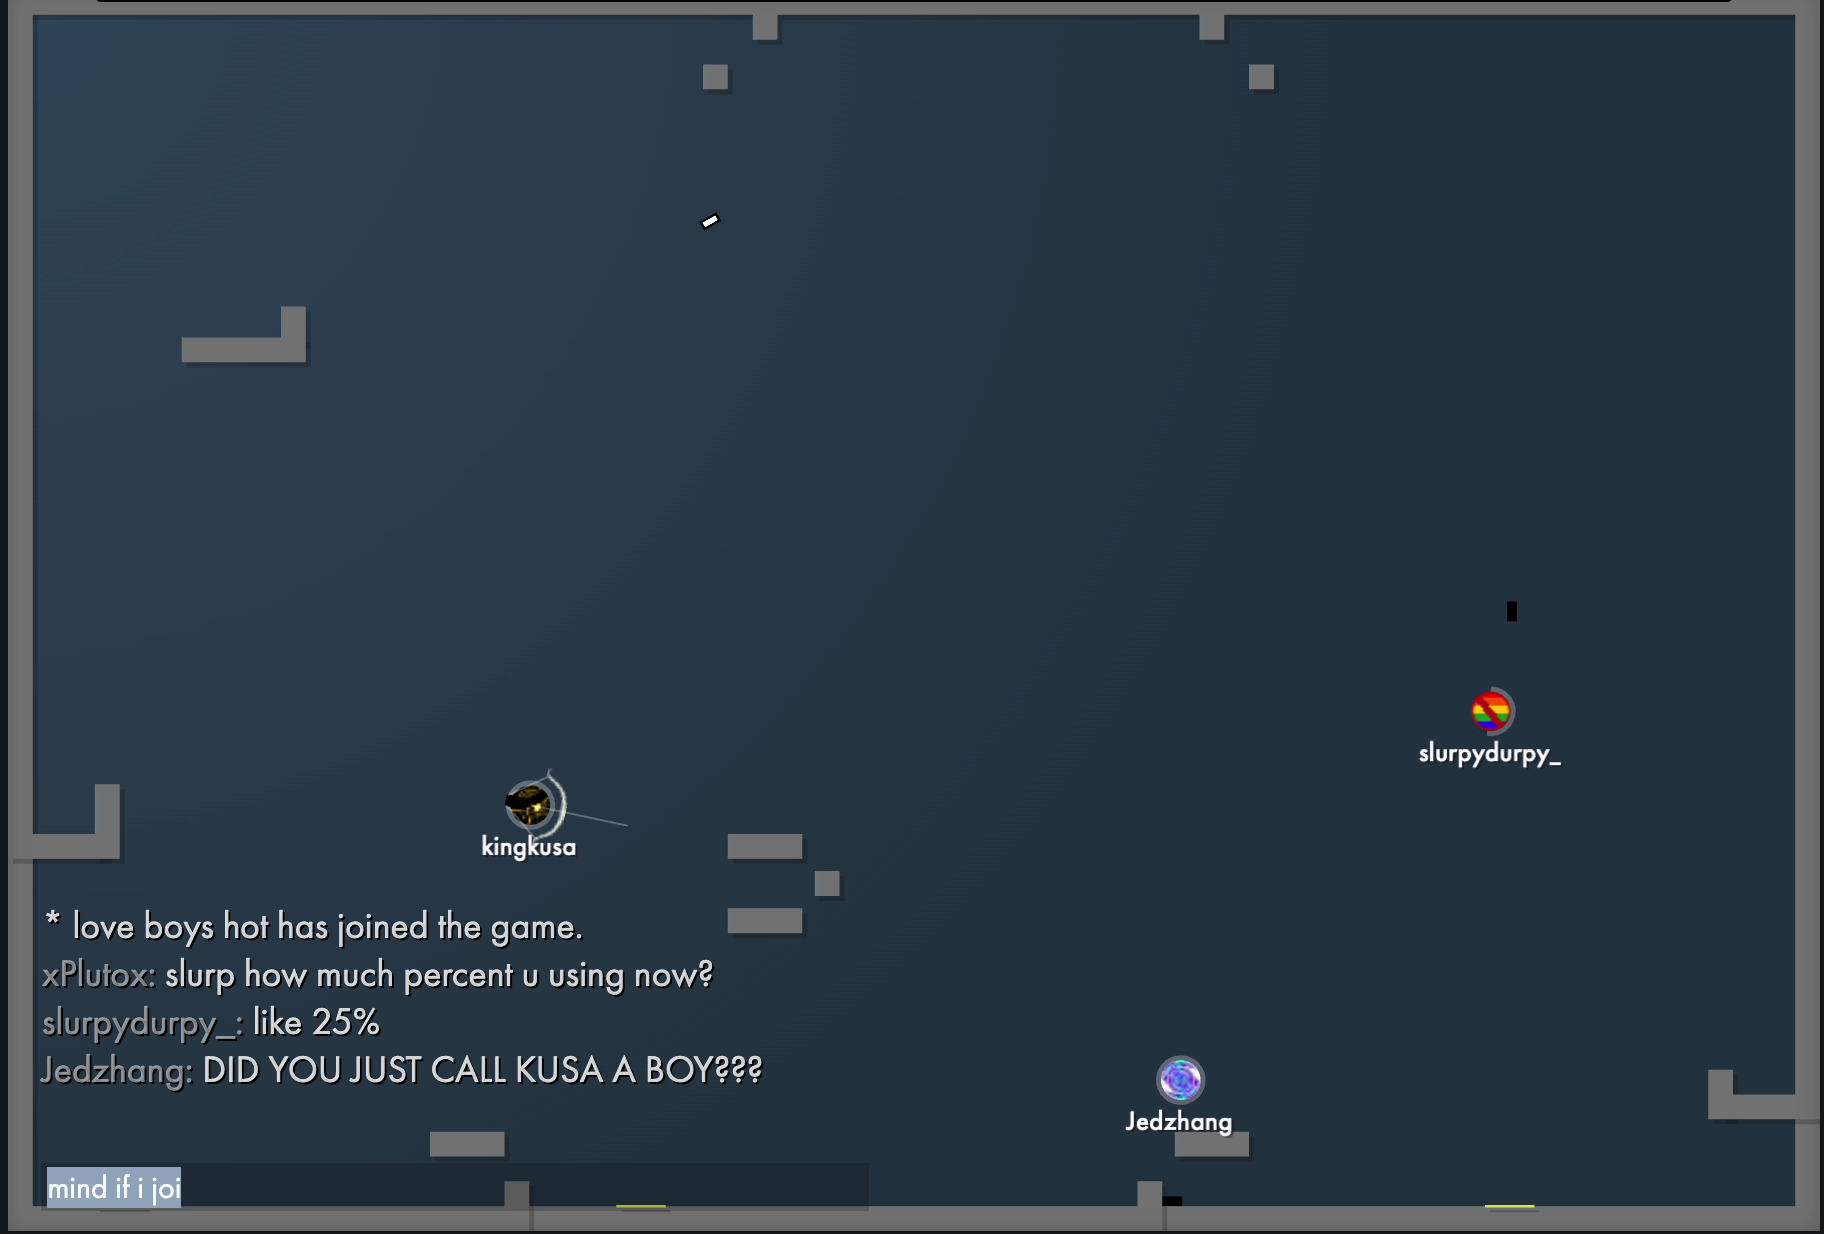 slurpydurpy_
kingkusa
* love boys hot has joined the game.
xPlutox: slurp how much percent u using now?
slurpydurpy_: like 25%
Jedzhang: DID YOU JUST CALL KUSA A BOY???
Jedzhang
mind if i joi